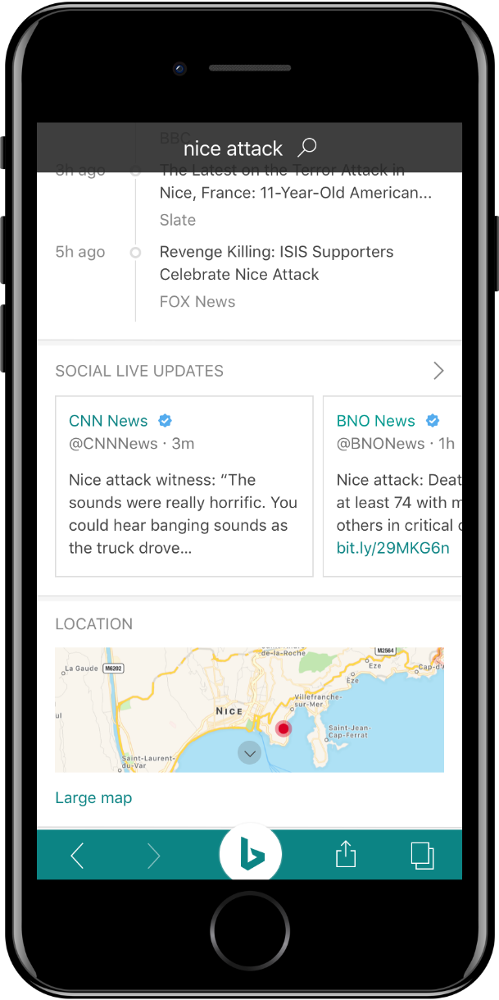 BBC
nice attack
3h ago
The Latest on the Terror Attack in
Nice, France: 11-Year-Old American...
Slate
5h ago
Revenge Killing: ISIS Supporters
Celebrate Nice Attack
FOX News
SOCIAL LIVE UPDATES
CNN News
@CNNNews · 3m
Nice attack witness: “The
sounds were really horrific. You
could hear banging sounds as
the truck drove...
BNO News
@BNONews · 1h
Nice attack: Deat
at least 74 with m
others in critical
bit.ly/29MKG6n
LOCATION
de-la-Roche
M2564
La Gaude
M6202
Eze
Cap-d'A
Èze
Villefranche-
sur-Mer
NICE
ul
Saint-Jean-
Cap-Ferrat
Saint-Laurent-
du-Var
Large map